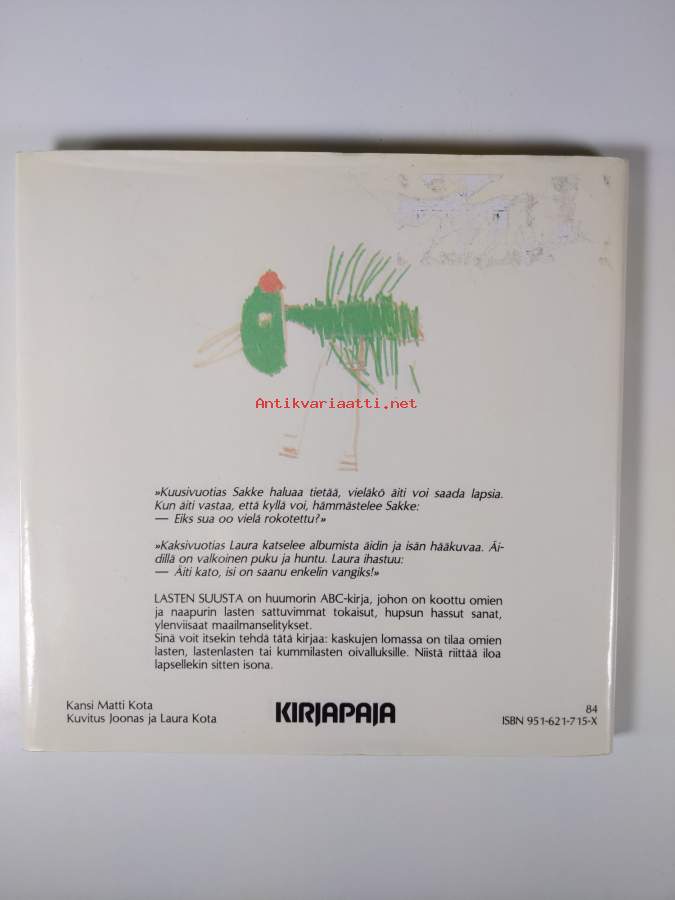 Antikvariaatti.net
»Kuusivuotias Sakke haluaa tietää, vieläkö äiti voi saada lapsia.
Kun äiti vastaa, että kyllä voi, hämmästelee Sakke:
— Eiks sua oo vielä rokotettu?»
»Kaksivuotias Laura katselee albumista äidin ja isän hääkuvaa. Äi-
dillä on valkoinen puku ja huntu. Laura ihastuu:
— Äiti kato, isi on saanu enkelin vangiks!»
LASTEN SUUSTA on huumorin ABC-kirja, johon on koottu omien
ja naapurin lasten sattuvimmat tokaisut, hupsun hassut sanat,
ylenviisaat maailmanselitykset.
Sinä voit itsekin tehdä tätä kirjaa: kaskujen lomassa on tilaa omien
lasten, lastenlasten tai kummilasten oivalluksille. Niistä riittää iloa
lapsellekin sitten isona.
Kansi Matti Kota
Kuvitus Joonas ja Laura Kota
KIRJAPAJA
84
ISBN 951-621-715-X